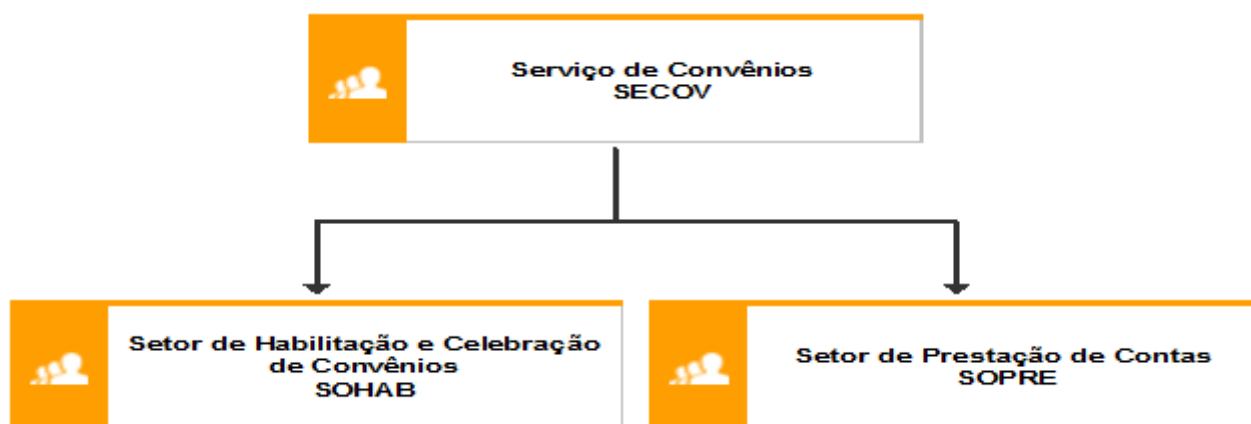 Serviço de Convênios
SECOV
Setor de Habilitação e Celebração
de Convênios
SOHAB
Setor de Prestação de Contas
SOPRE